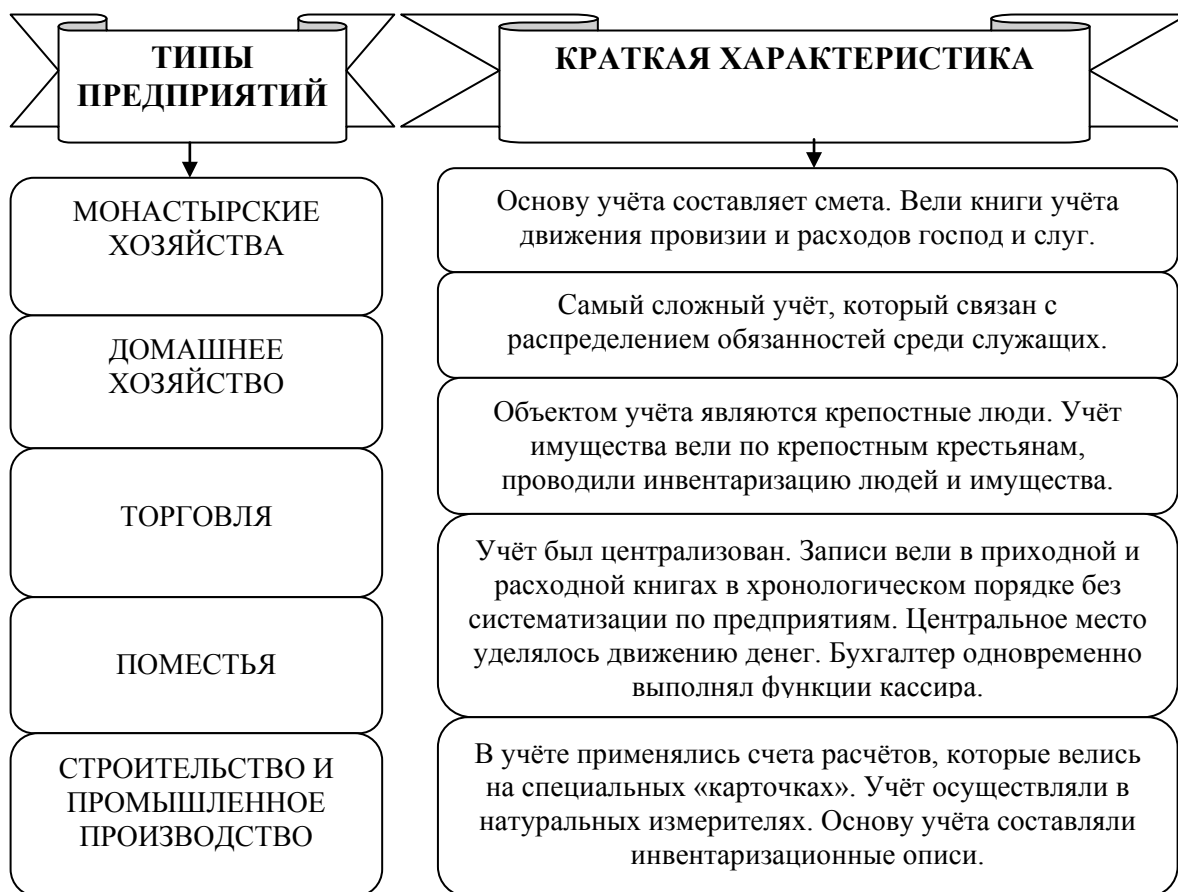 ТИПЫ
ПРЕДПРИЯТИЙ
КРАТКАЯ ХАРАКТЕРИСТИКА
МОНАСТЫРСКИЕ
ХОЗЯЙСТВА
ДОМАШНЕЕ
ХОЗЯЙСТВО
ТОРГОВЛЯ
ПОМЕСТЬЯ
СТРОИТЕЛЬСТВО И
ПРОМЫШЛЕННОЕ
ПРОИЗВОДСТВО
Основу учёта составляет смета. Вели книги учёта
движения провизии и расходов господ и слуг.
Самый сложный учёт, который связан с
распределением обязанностей среди служащих.
Объектом учёта являются крепостные люди. Учёт
имущества вели по крепостным крестьянам,
проводили инвентаризацию людей и имущества.
Учёт был централизован. Записи вели в приходной и
расходной книгах в хронологическом порядке без
систематизации по предприятиям. Центральное место
уделялось движению денег. Бухгалтер одновременно
выполнял функции кассира.
В учёте применялись счета расчётов, которые велись
на специальных «карточках». Учёт осуществляли в
натуральных измерителях. Основу учёта составляли
инвентаризационные описи.